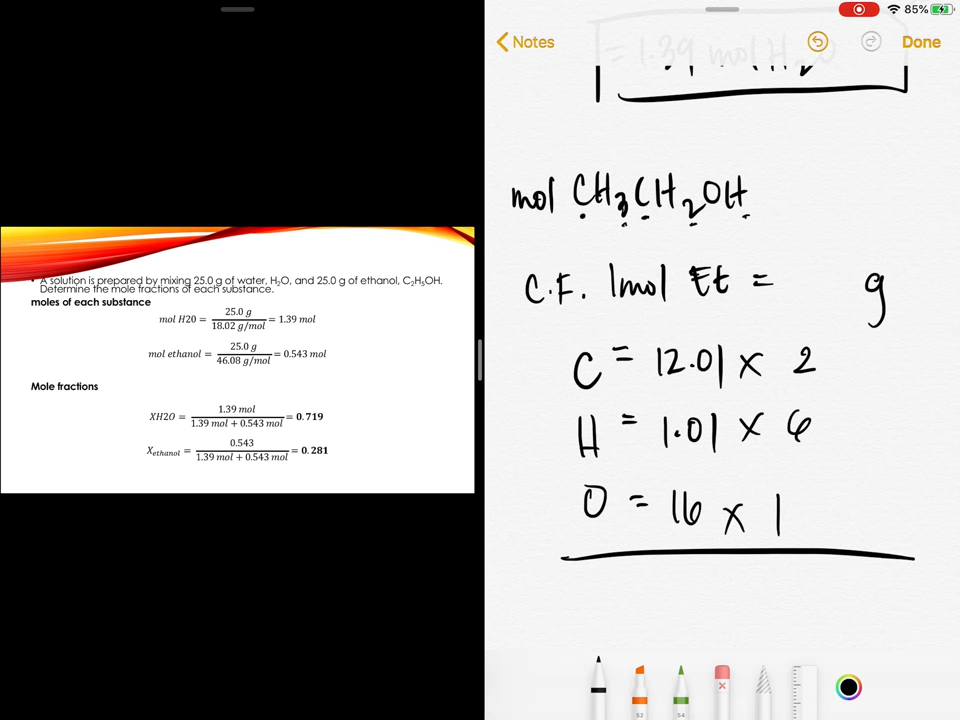 85%
Notes
Done
= 1.39 mol H2O
• A solution is prepared by mixing 25.0 g of water, H₂O, and 25.0 g of ethanol, C₂H₅OH.
Determine the mole fractions of each substance.
moles of each substance
mol H20 = 25.0 g / 18.02 g/mol = 1.39 mol
mol ethanol = 25.0 g / 46.08 g/mol = 0.543 mol
Mole fractions
XH2O = 1.39 mol / 1.39 mol + 0.543 mol = 0.719
Xethanol = 0.543 / 1.39 mol + 0.543 mol = 0.281
mol CH3CH2OH
C.F. 1mol Et = g
C = 12.01 x 2
H = 1.01 x 6
O = 16 x 1
52
54